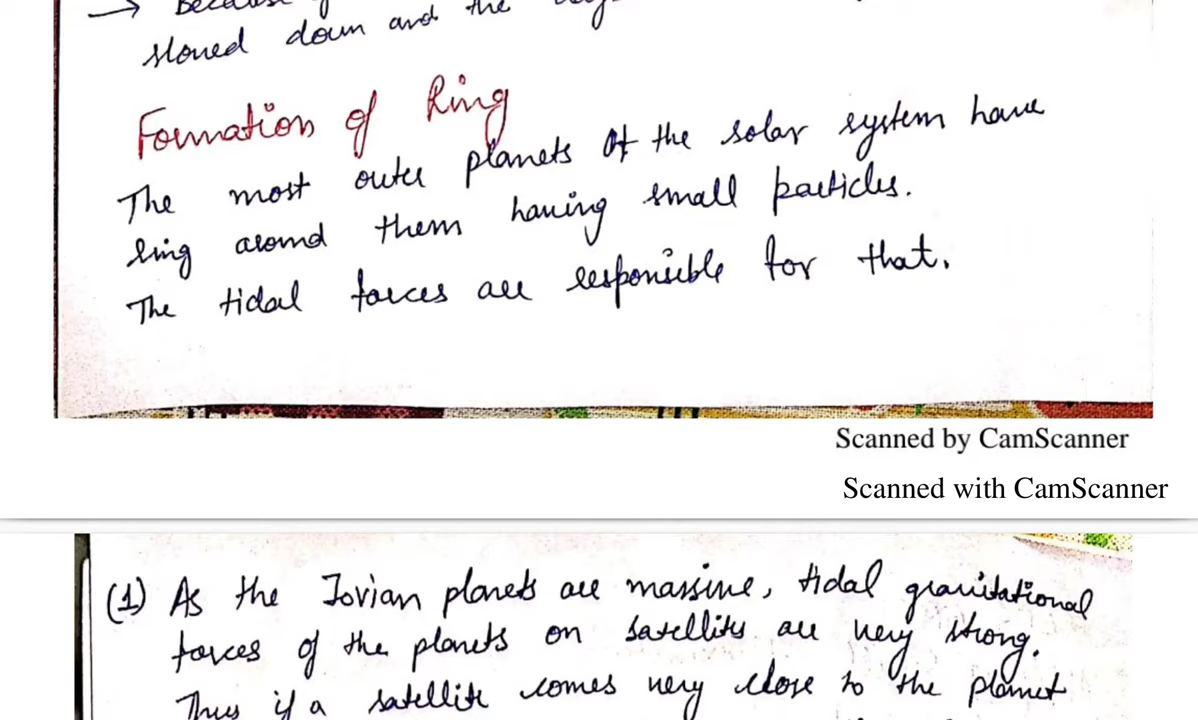 → Because
slowed down and the
Formation of Ring
The most outer planets of the solar system have
ring around them having small particles.
The tidal forces are responsible for that.
Scanned by CamScanner
Scanned with CamScanner
(1) As the Jovian planets are massive, tidal gravitational
forces of the planets on satellites are very strong.
Thus if a satellite comes very close to the planet